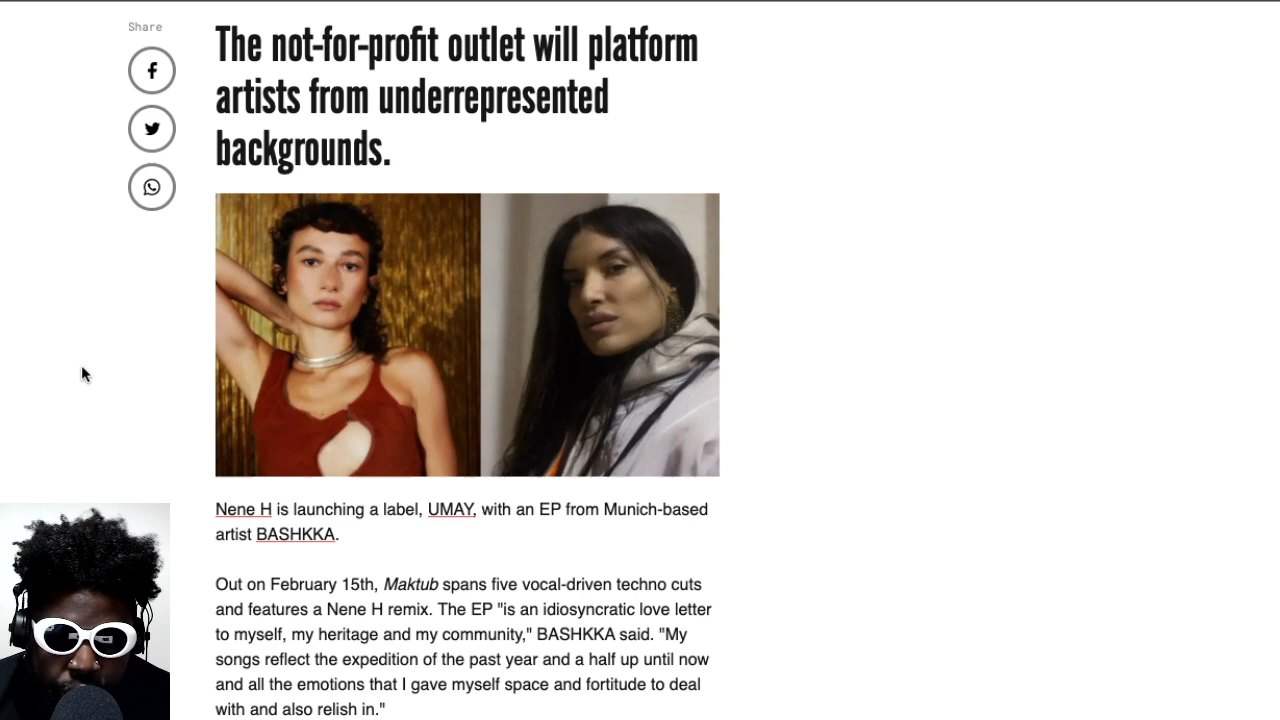 Share
The not-for-profit outlet will platform
artists from underrepresented
backgrounds.
Nene H is launching a label, UMAY, with an EP from Munich-based
artist BASHKKA.
Out on February 15th, Maktub spans five vocal-driven techno cuts
and features a Nene H remix. The EP "is an idiosyncratic love letter
to myself, my heritage and my community," BASHKKA said. "My
songs reflect the expedition of the past year and a half up until now
and all the emotions that I gave myself space and fortitude to deal
with and also relish in."